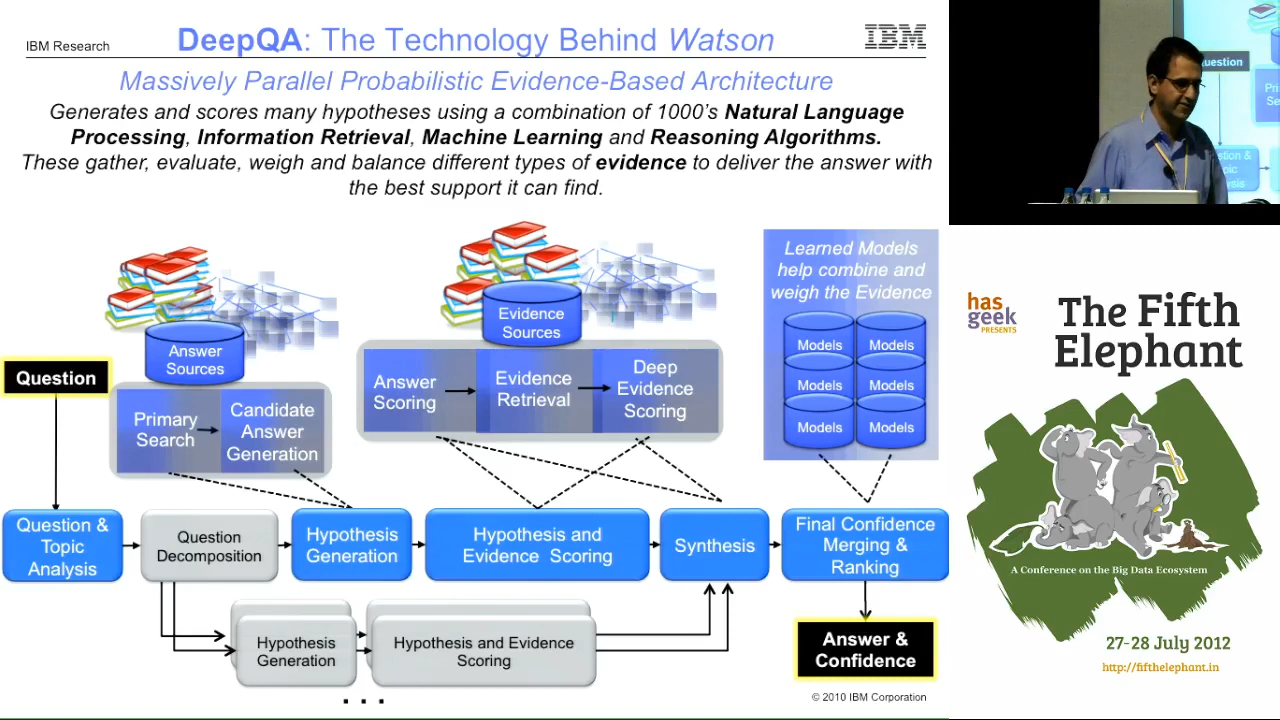 IBM Research
DeepQA: The Technology Behind Watson
IBM
Massively Parallel Probabilistic Evidence-Based Architecture
Generates and scores many hypotheses using a combination of 1000's Natural Language
Processing, Information Retrieval, Machine Learning and Reasoning Algorithms.
These gather, evaluate, weigh and balance different types of evidence to deliver the answer with
the best support it can find.
Answer
Sources
Evidence
Sources
Learned Models
help combine and
weigh the Evidence
Models Models
Models Models
Models Models
Question
Primary
Search
Candidate
Answer
Generation
Answer
Scoring
Evidence
Retrieval
Deep
Evidence
Scoring
Question &
Topic
Analysis
Question
Decomposition
Hypothesis
Generation
Hypothesis and
Evidence Scoring
Synthesis
Final Confidence
Merging &
Ranking
Hypothesis
Generation
Hypothesis and Evidence
Scoring
. . .
Answer &
Confidence
© 2010 IBM Corporation
has
geek
PRESENTS
The Fifth
Elephant
A Conference on the Big Data Ecosystem
27-28 July 2012
http://fifthelephant.in